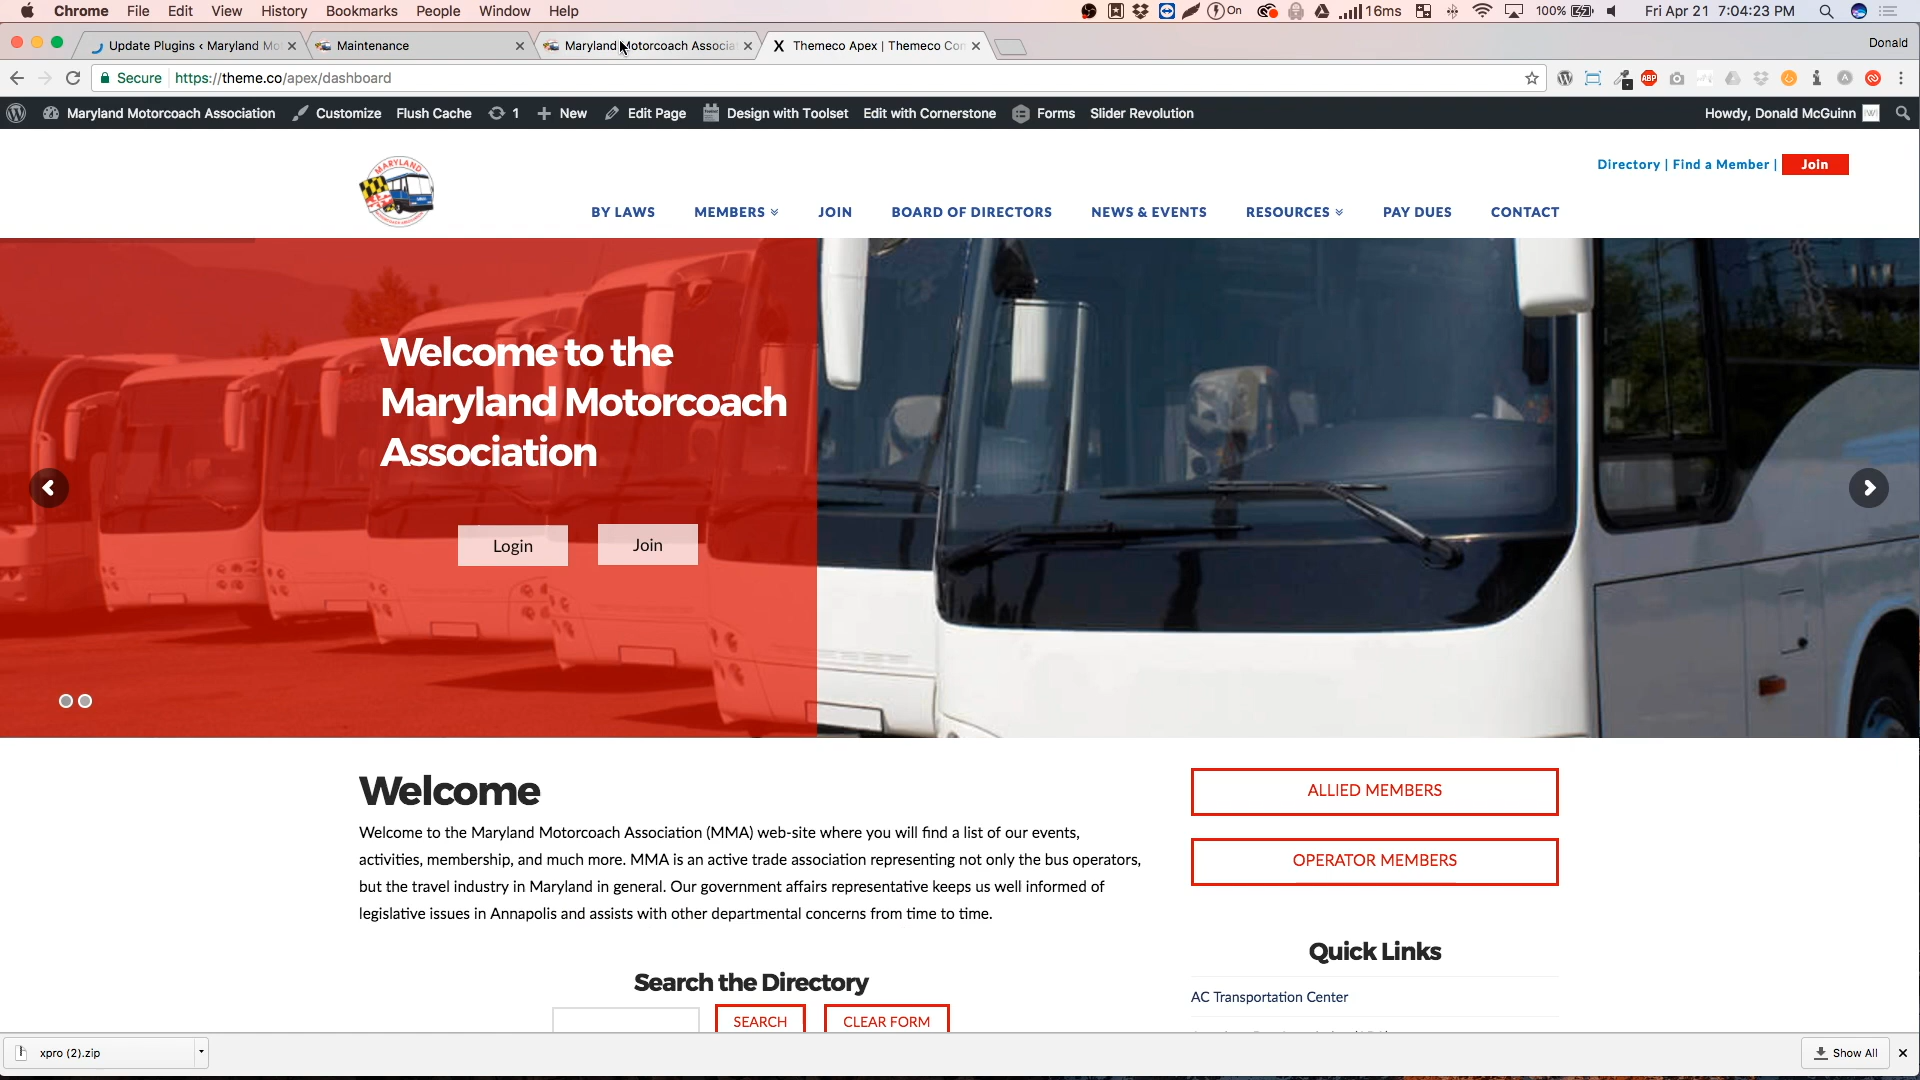 Chrome File Edit View History Bookmarks People Window Help On 16ms 100% Fri Apr 21 7:04:23 PM
Update Plugins ‹ Maryland Mo Maintenance Maryland Motorcoach Associa Themeco Apex | Themeco Con Donald
Secure https://theme.co/apex/dashboard ABP
Maryland Motorcoach Association Customize Flush Cache 1 New Edit Page Design with Toolset Edit with Cornerstone Forms Slider Revolution Howdy, Donald McGuinn
MARYLAND
Directory | Find a Member | Join
BY LAWS MEMBERS JOIN BOARD OF DIRECTORS NEWS & EVENTS RESOURCES PAY DUES CONTACT
Welcome to the
Maryland Motorcoach
Association
Login Join
Welcome
Welcome to the Maryland Motorcoach Association (MMA) web-site where you will find a list of our events,
activities, membership, and much more. MMA is an active trade association representing not only the bus operators,
but the travel industry in Maryland in general. Our government affairs representative keeps us well informed of
legislative issues in Annapolis and assists with other departmental concerns from time to time.
ALLIED MEMBERS
OPERATOR MEMBERS
Quick Links
AC Transportation Center
Search the Directory
SEARCH CLEAR FORM
xpro (2).zip Show All